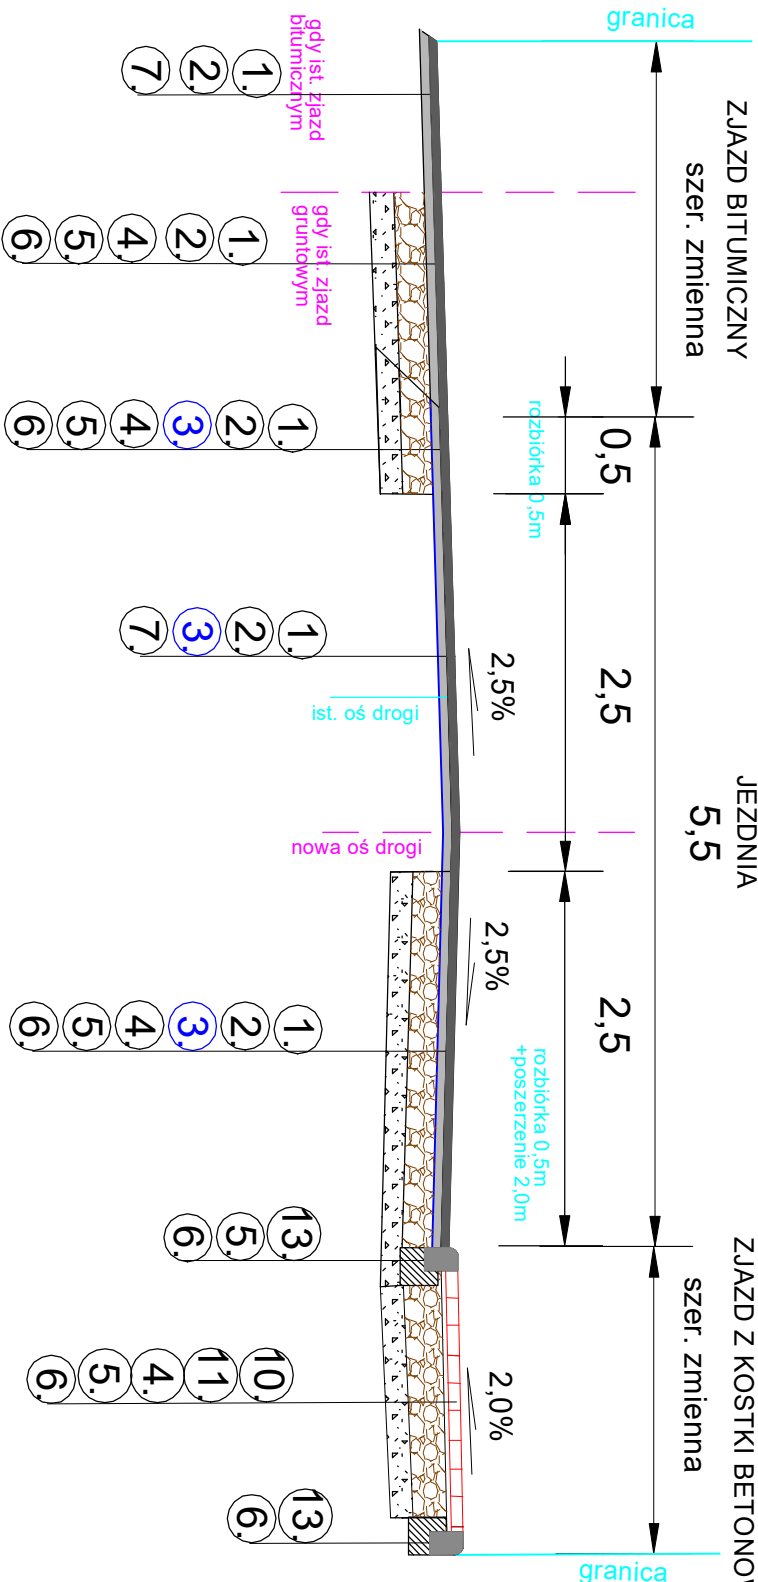 granica
ZJAZD BITUMICZNY
szer. zmienna
gdy ist. zjazd
bitumicznym
1.
2.
7.
gdy ist. zjazd
gruntowym
1.
2.
4.
5.
6.
0,5
rozbiórka 0,5m
1.
2.
3.
4.
5.
6.
JEZDNIA
5,5
2,5
2,5%
1.
2.
3.
7.
ist. oś drogi
nowa oś drogi
2,5
2,5%
rozbiórka 0,5m
+poszerzenie 2,0m
1.
2.
3.
4.
5.
6.
13.
5.
6.
ZJAZD Z KOSTKI BETONOW
szer. zmienna
2,0%
10.
11.
4.
5.
6.
13.
6.
granica